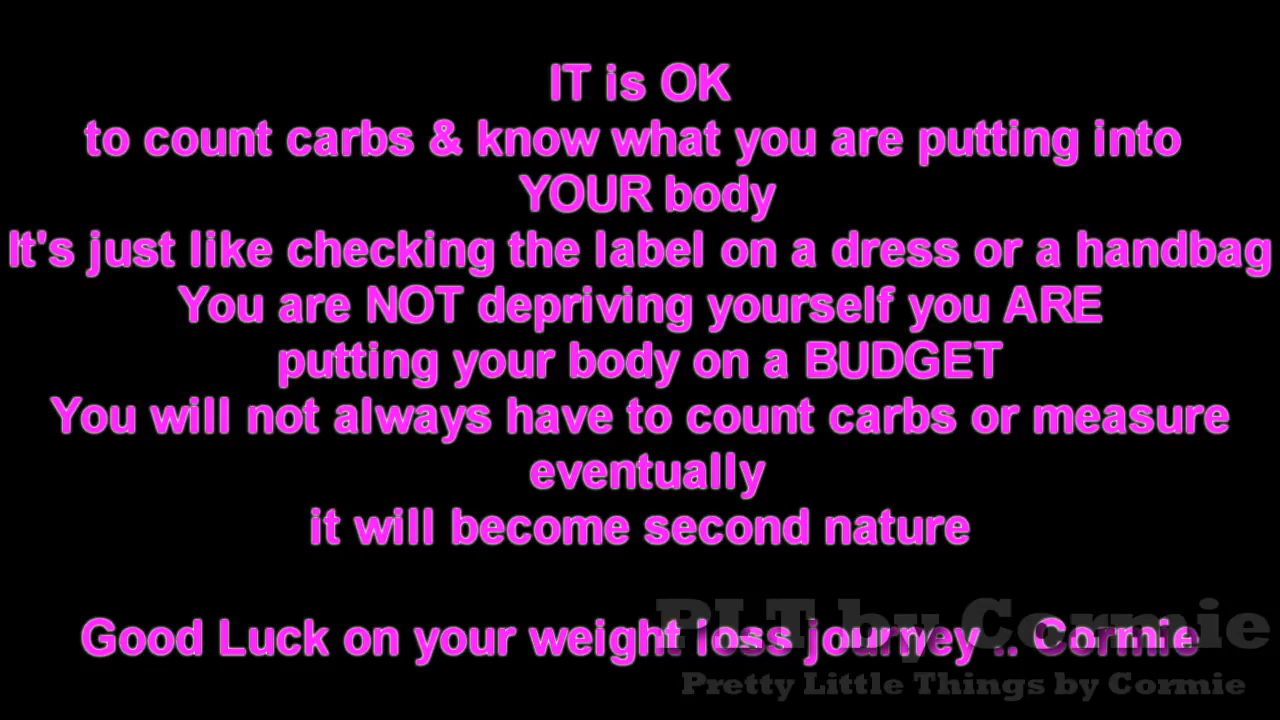 IT is OK
to count carbs & know what you are putting into
YOUR body
It's just like checking the label on a dress or a handbag
You are NOT depriving yourself you ARE
putting your body on a BUDGET
You will not always have to count carbs or measure
eventually
it will become second nature
Good Luck on your weight loss journey .. Cormie
PLT by Cormie
Pretty Little Things by Cormie